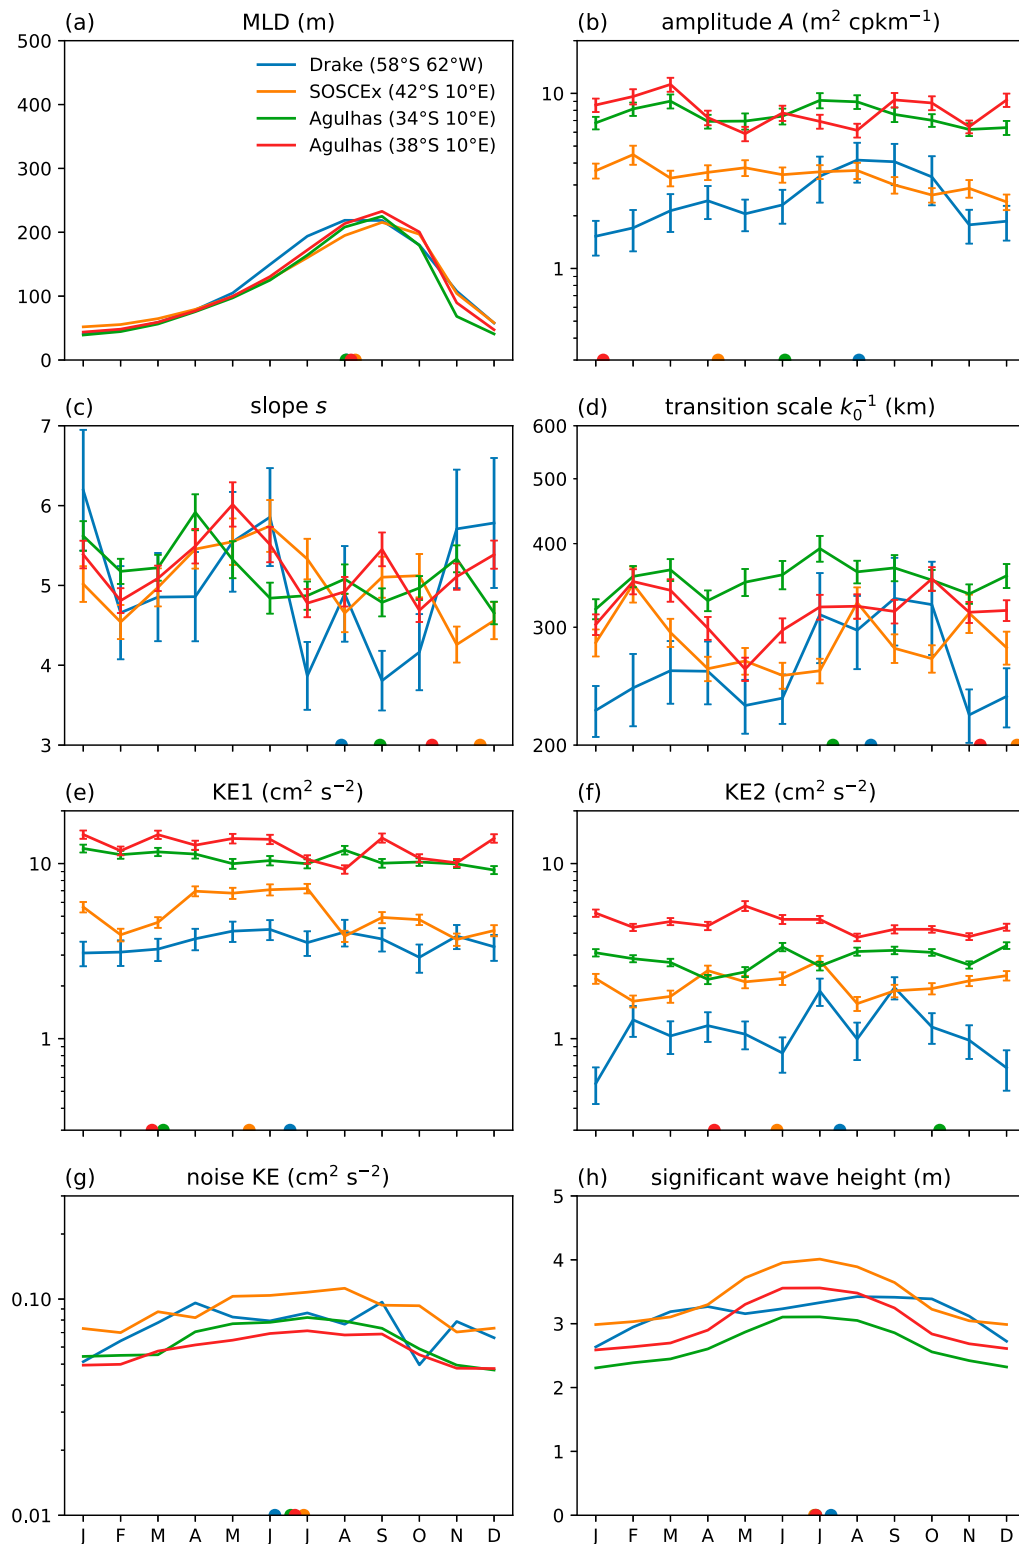 (a) MLD (m)
500
400
300
200
100
0
Drake (58°S 62°W)
SOSCEx (42°S 10°E)
Agulhas (34°S 10°E)
Agulhas (38°S 10°E)
(b) amplitude A (m² cpkm⁻¹)
10
1
(c) slope s
7
6
5
4
3
(d) transition scale k₀⁻¹ (km)
600
500
400
300
200
(e) KE1 (cm² s⁻²)
10
1
(f) KE2 (cm² s⁻²)
10
1
(g) noise KE (cm² s⁻²)
0.10
0.01
J F M A M J J A S O N D
(h) significant wave height (m)
5
4
3
2
1
0
J F M A M J J A S O N D